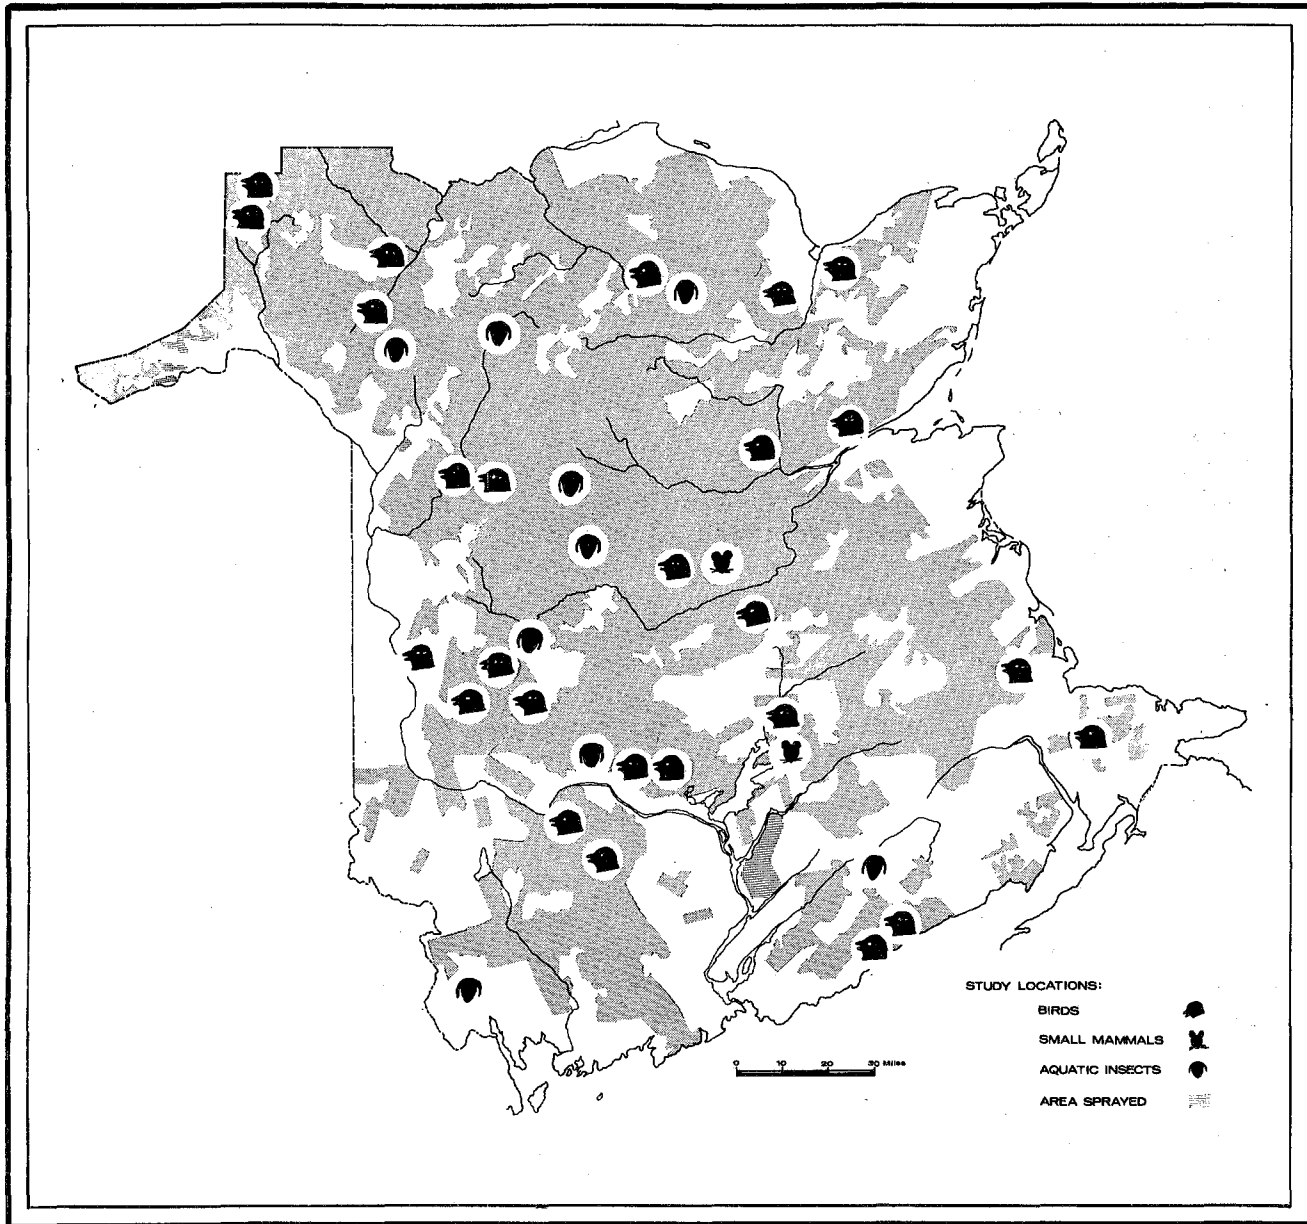 STUDY LOCATIONS:
BIRDS
SMALL MAMMALS
AQUATIC INSECTS
AREA SPRAYED
0 10 20 30 Miles